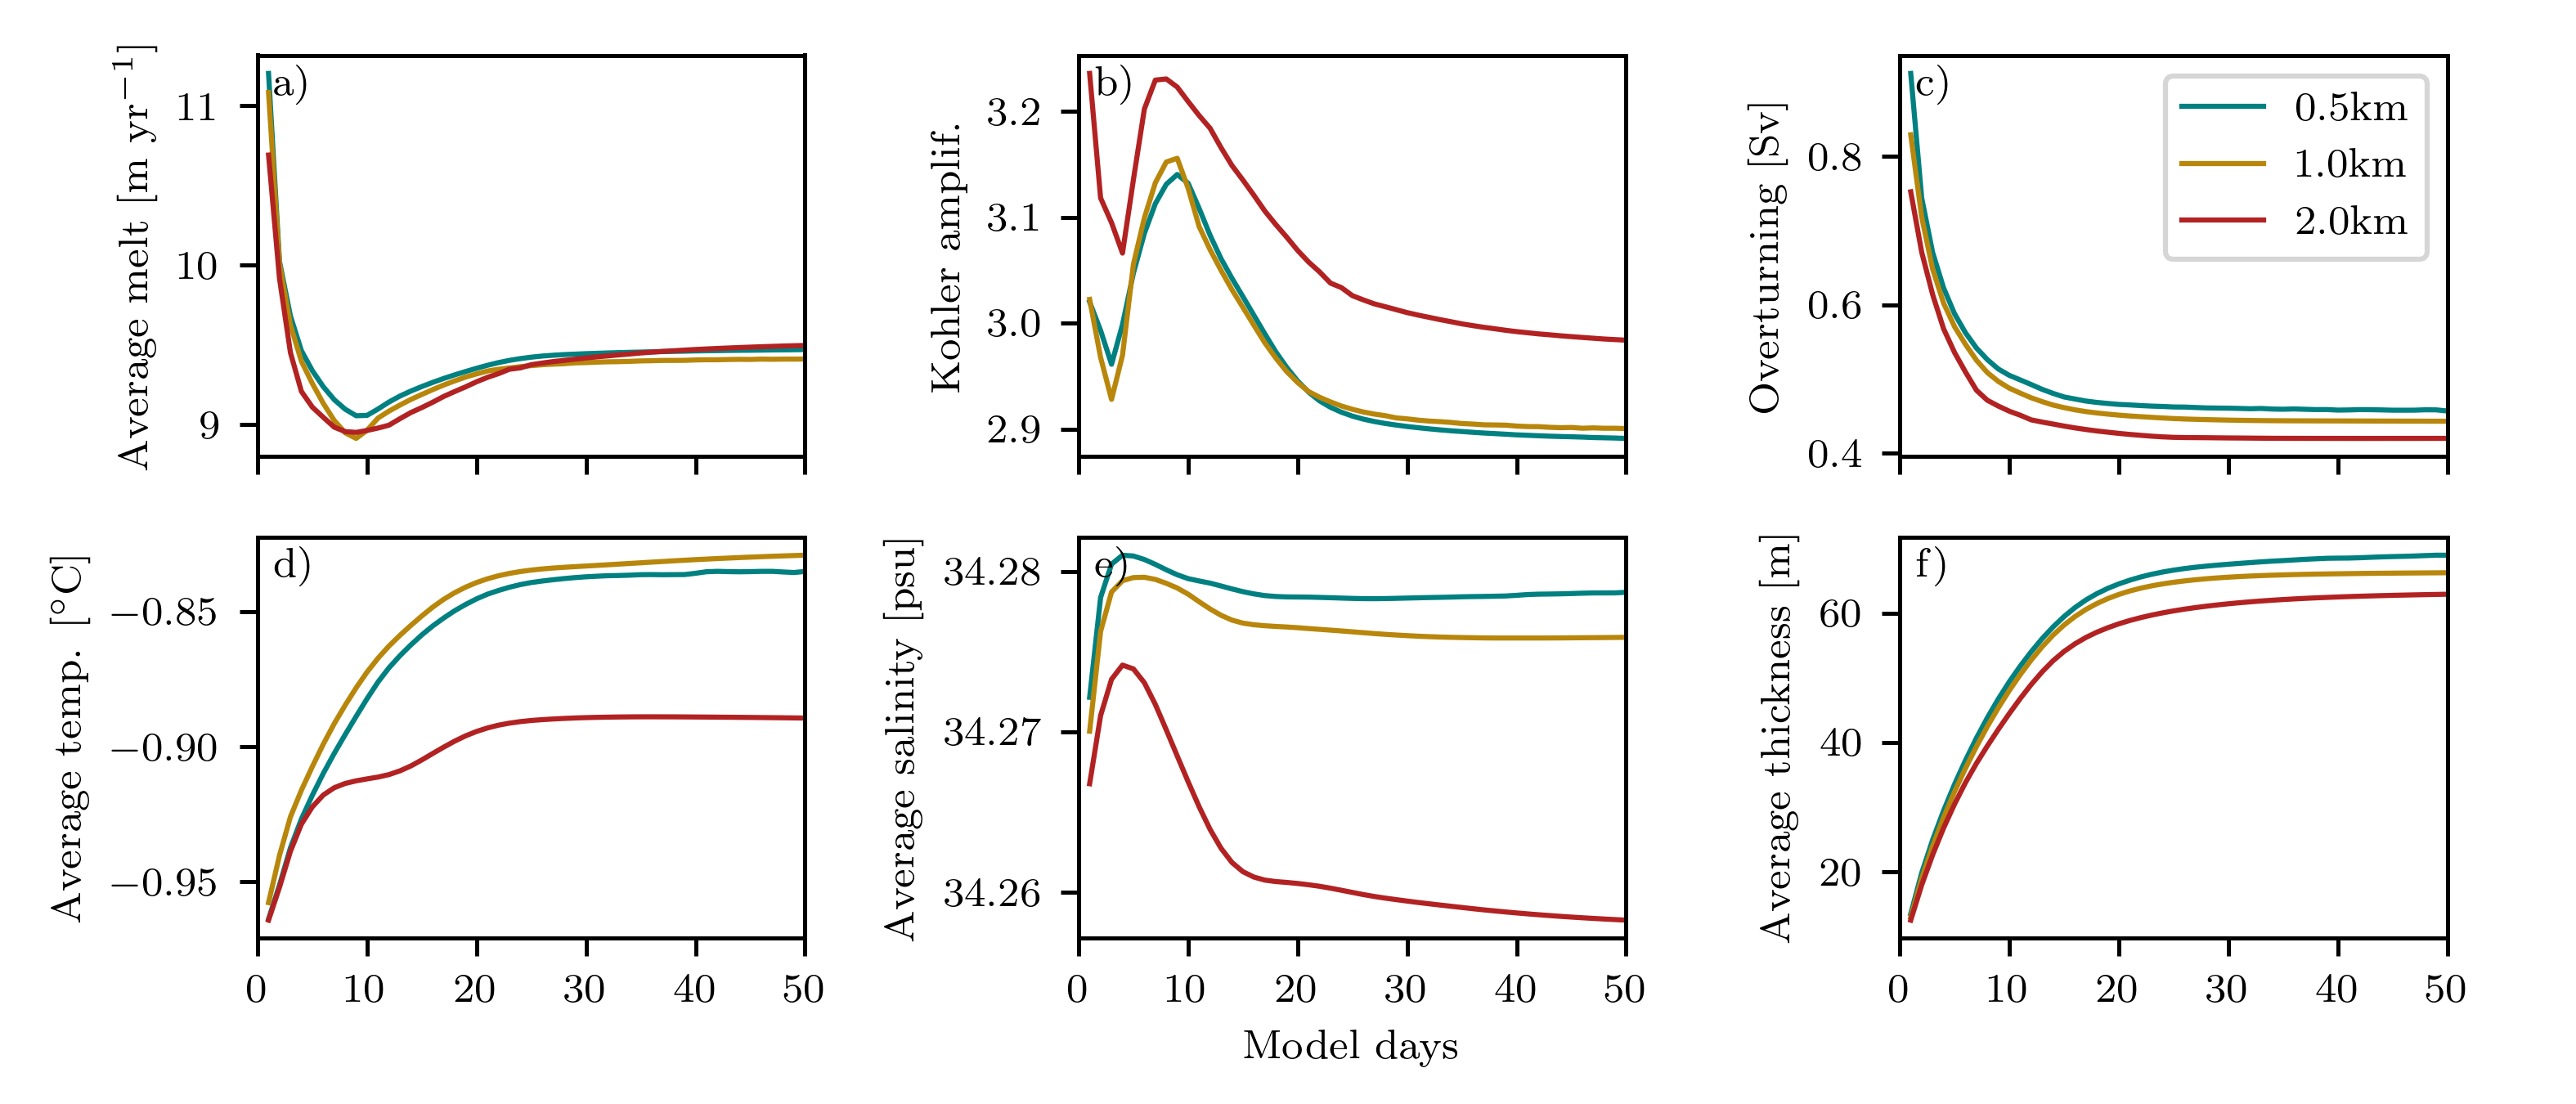 a)
Average melt [m yr⁻¹]
11
10
9
b)
Kohler amplif.
3.2
3.1
3.0
2.9
c)
Overturning [Sv]
0.8
0.6
0.4
0.5km
1.0km
2.0km
d)
Average temp. [°C]
−0.85
−0.90
−0.95
0 10 20 30 40 50
e)
Average salinity [psu]
34.28
34.27
34.26
0 10 20 30 40 50
Model days
f)
Average thickness [m]
60
40
20
0 10 20 30 40 50